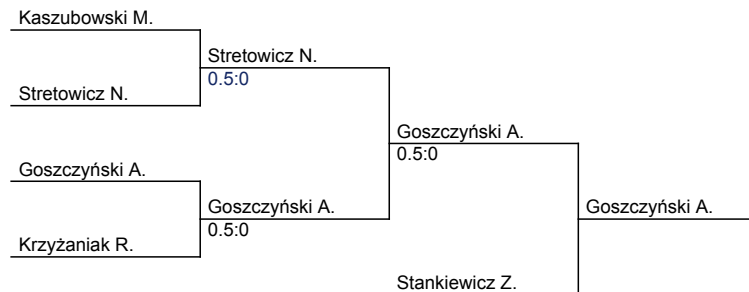 Kaszubowski M.
Stretowicz N.
0.5:0
Stretowicz N.
Goszczyński A.
0.5:0
Goszczyński A.
Goszczyński A.
Goszczyński A.
0.5:0
Krzyżaniak R.
Stankiewicz Z.